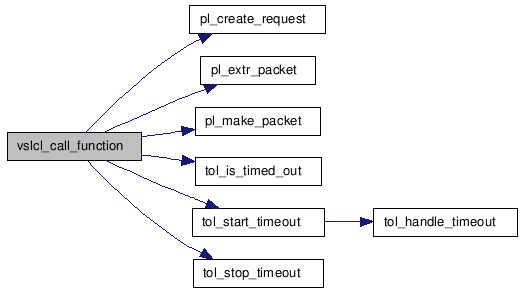 pl_create_request
pl_extr_packet
pl_make_packet
vslcl_call_function
tol_is_timed_out
tol_start_timeout
tol_handle_timeout
tol_stop_timeout